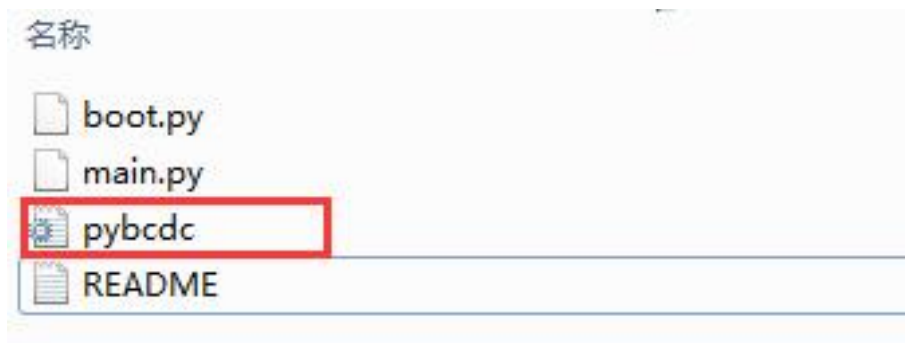 名称
boot.py
main.py
pybcdc
README